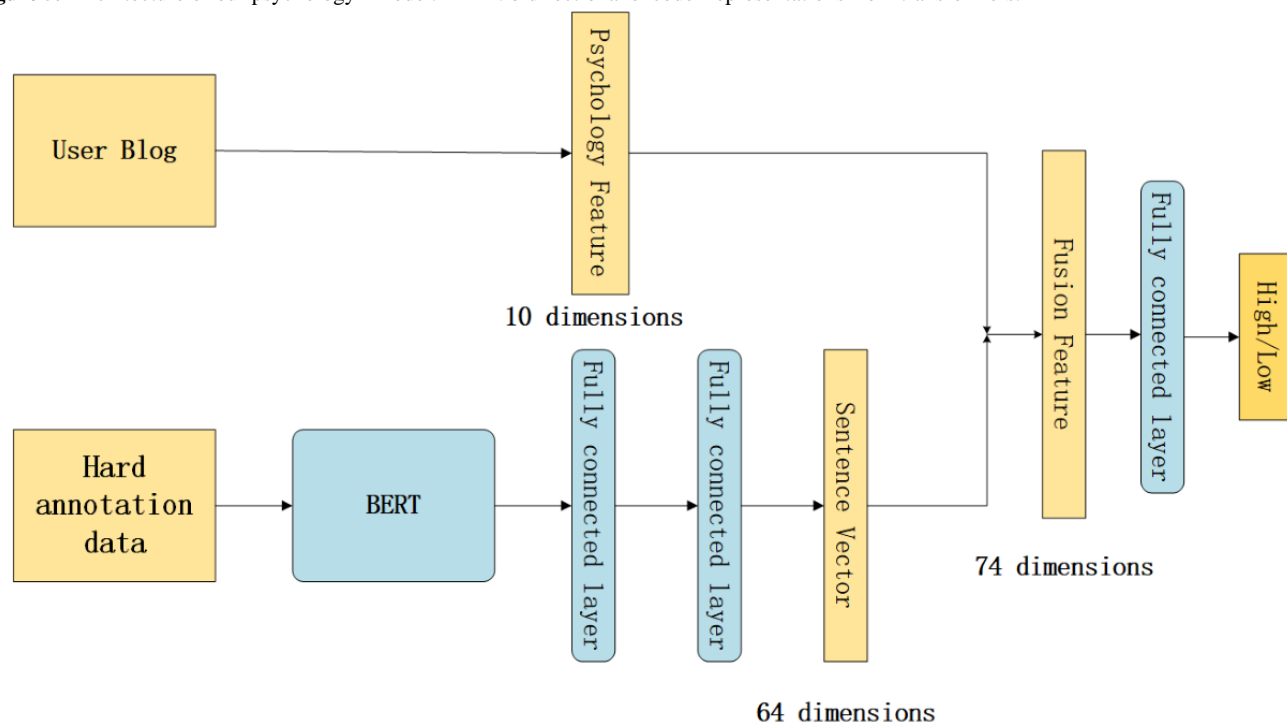 User Blog
Psychology Feature
10 dimensions
Hard
annotation
data
BERT
Fully connected layer
Fully connected layer
Sentence Vector
64 dimensions
Fusion Feature
74 dimensions
Fully connected layer
High/Low